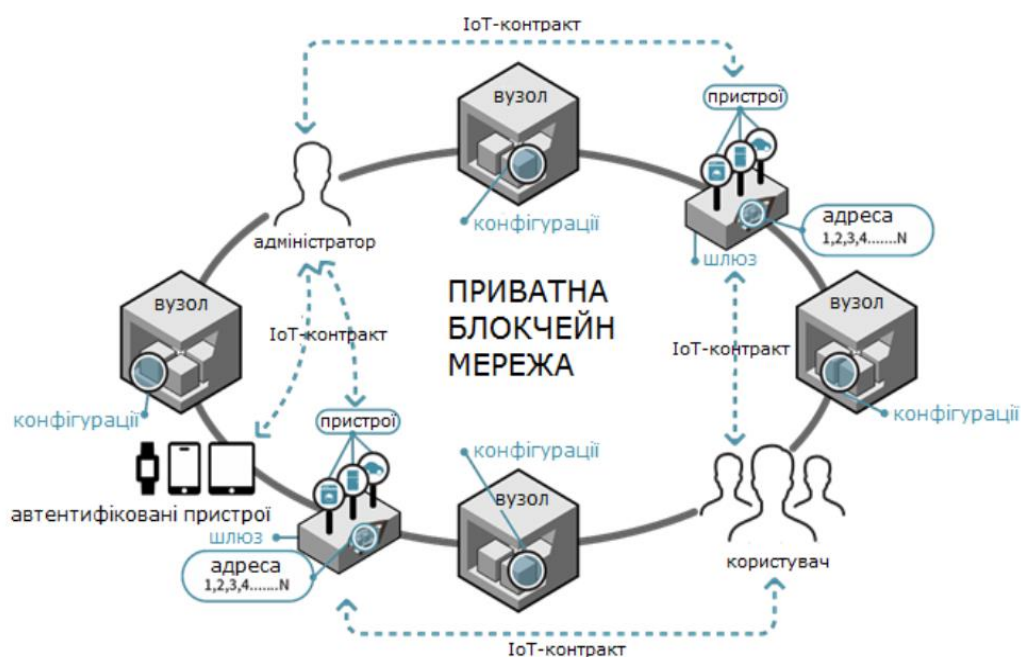 IoT-контракт
вузол
пристрої
конфігурації
адміністратор
адреса
1,2,3,4.......N
шлюз
вузол
конфігурації
IoT-контракт
ПРИВАТНА
БЛОКЧЕЙН
МЕРЕЖА
IoT-контракт
вузол
конфігурації
пристрої
автентифіковані пристрої
шлюз
адреса
1,2,3,4.......N
конфігурації
вузол
користувач
IoT-контракт